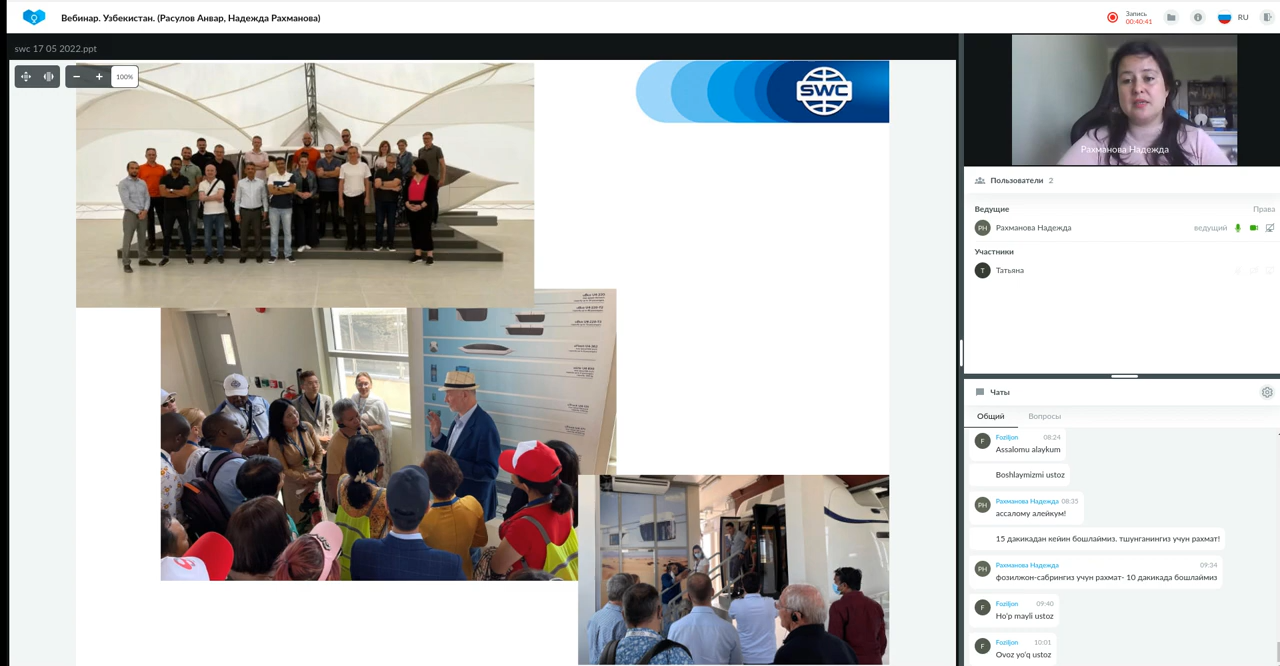 Вебинар. Узбекистан. (Расулов Анвар, Надежда Рахманова)
Запись
00:40:41
RU
swc 17 05 2022.ppt
100%
SWC
Рахманова Надежда
Пользователи 2
Ведущие
Права
РН
Рахманова Надежда
ведущий
Участники
Т
Татьяна
Чаты
Общий
Вопросы
F
Foziljon 08:24
Assalomu alaykum
Boshlaymizmi ustoz
РН
Рахманова Надежда 08:35
ассалому алейкум!
15 дакикадан кейин бошлаймиз. тшунганингиз учун рахмат!
РН
Рахманова Надежда 09:34
фозилжон-сабрингиз учун рахмат- 10 дакикада бошлаймиз
F
Foziljon 09:40
Ho'p mayli ustoz
F
Foziljon 10:01
Ovoz yo'q ustoz